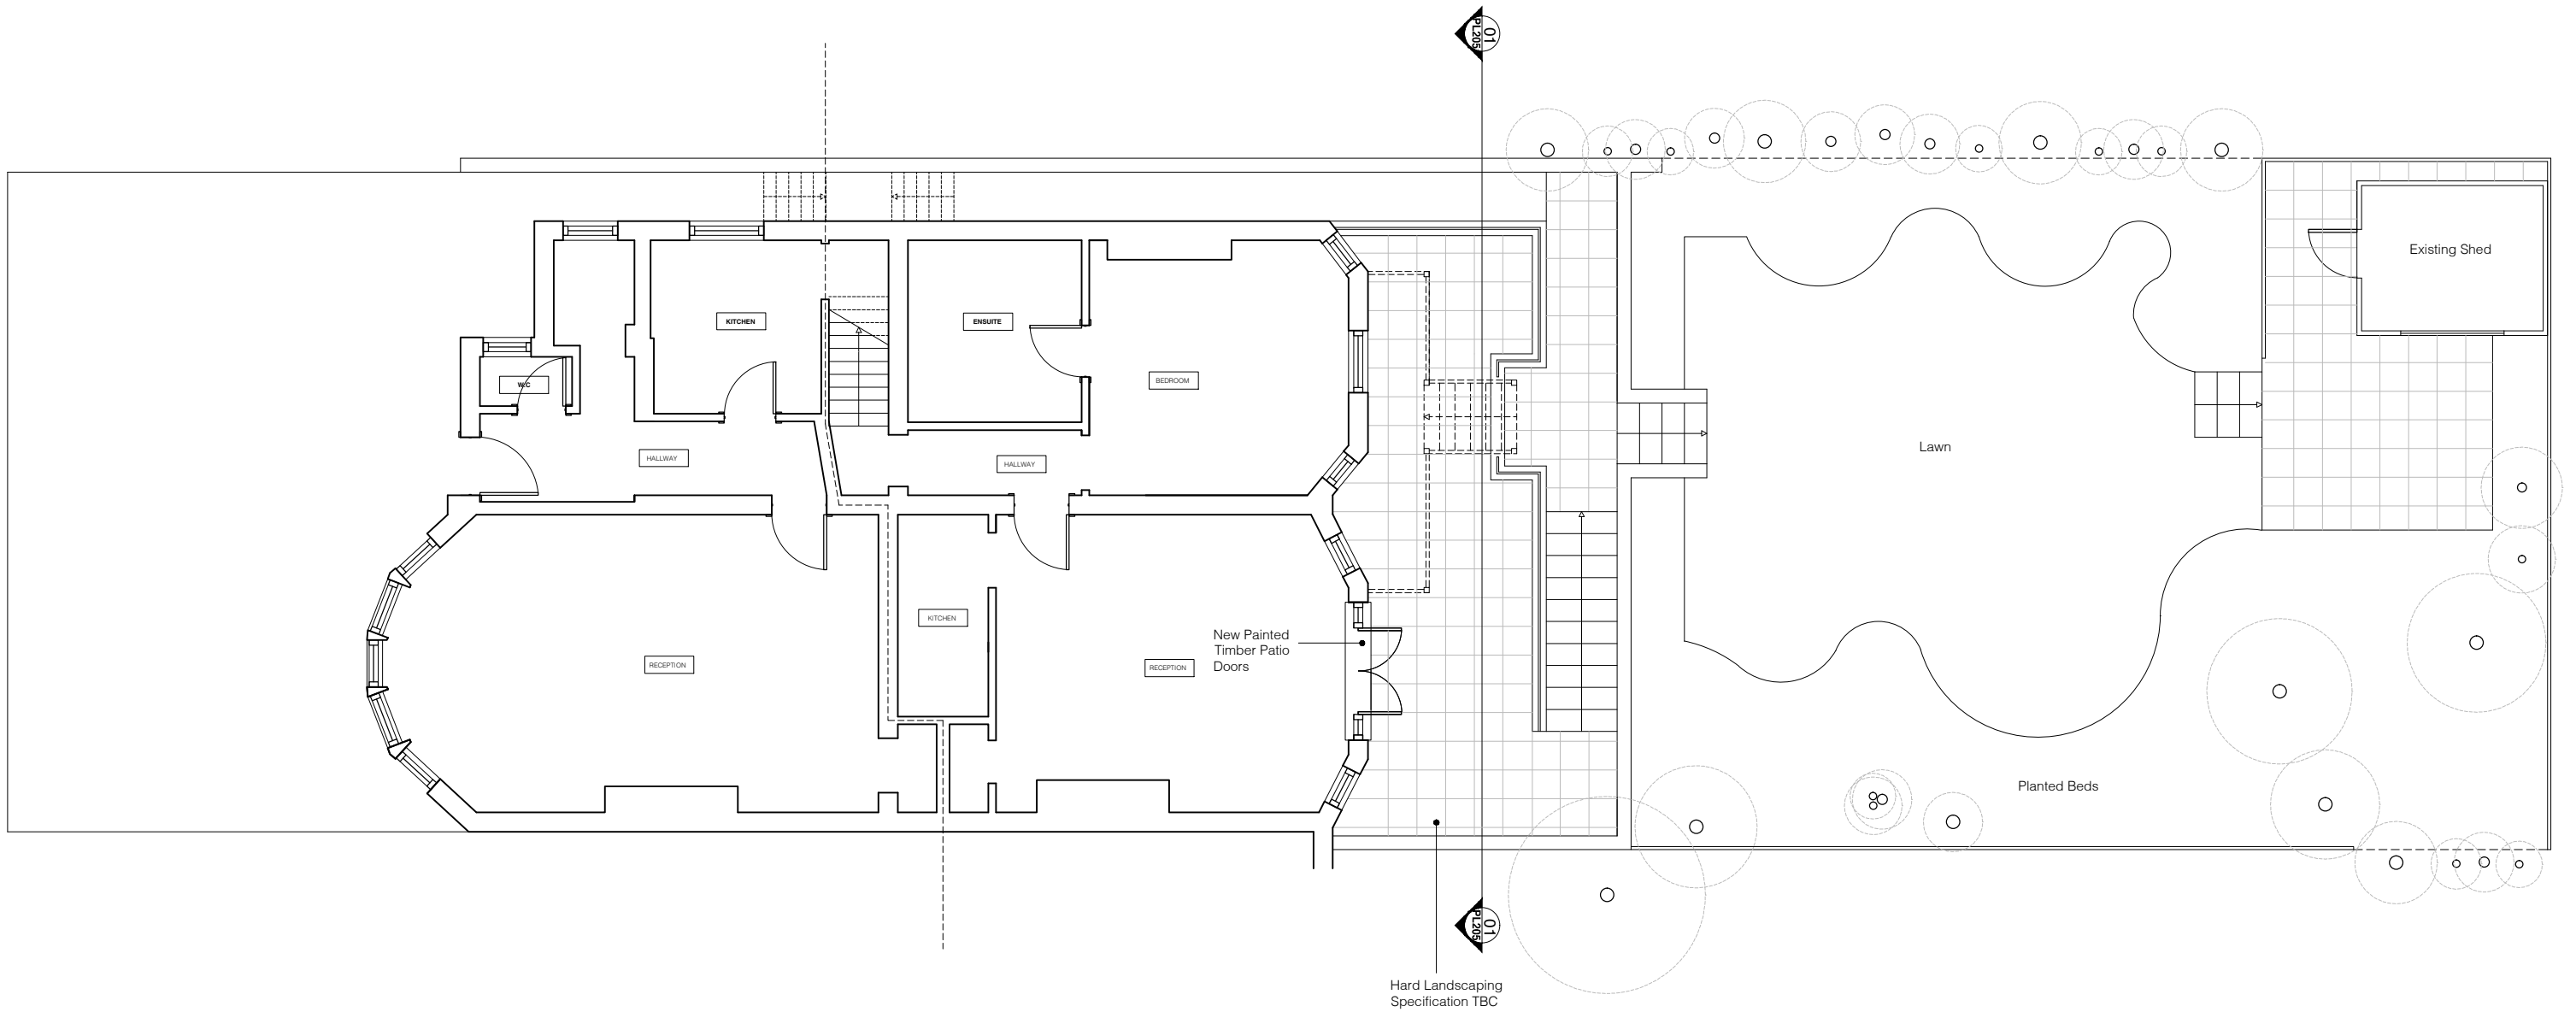 01
PL205
Existing Shed
KITCHEN
ENSUITE
W.C
BEDROOM
Lawn
HALLWAY
HALLWAY
KITCHEN
New Painted
Timber Patio
Doors
RECEPTION
RECEPTION
Planted Beds
01
PL205
Hard Landscaping
Specification TBC